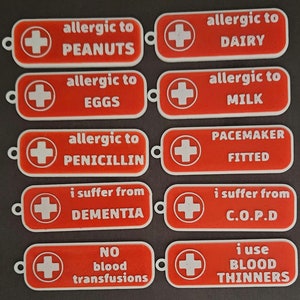 allergic to
PEANUTS
allergic to
DAIRY
allergic to
EGGS
allergic to
MILK
allergic to
PENICILLIN
PACEMAKER
FITTED
i suffer from
DEMENTIA
i suffer from
C.O.P.D
NO
blood
transfusions
i use
BLOOD
THINNERS